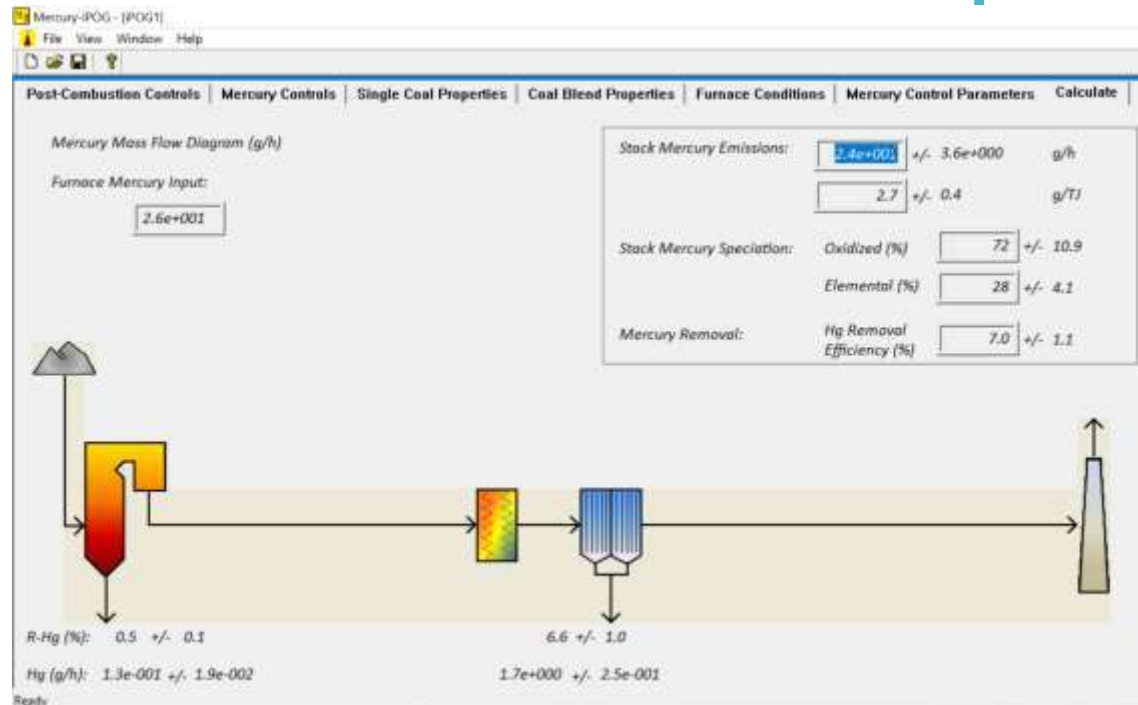 Mercury-iPOG - [iPOG1]
File View Window Help
Post-Combustion Controls Mercury Controls Single Coal Properties Coal Blend Properties Furnace Conditions Mercury Control Parameters Calculate
Mercury Mass Flow Diagram (g/h)
Furnace Mercury Input:
2.6e+001
Stack Mercury Emissions: 2.4e+001 +/- 3.6e+000 g/h
2.7 +/- 0.4 g/TJ
Stack Mercury Speciation: Oxidized (%) 72 +/- 10.9
Elemental (%) 28 +/- 4.1
Mercury Removal: Hg Removal Efficiency (%) 7.0 +/- 1.1
R-Hg (%): 0.5 +/- 0.1 6.6 +/- 1.0
Hg (g/h): 1.3e-001 +/- 1.9e-002 1.7e+000 +/- 2.5e-001
Ready